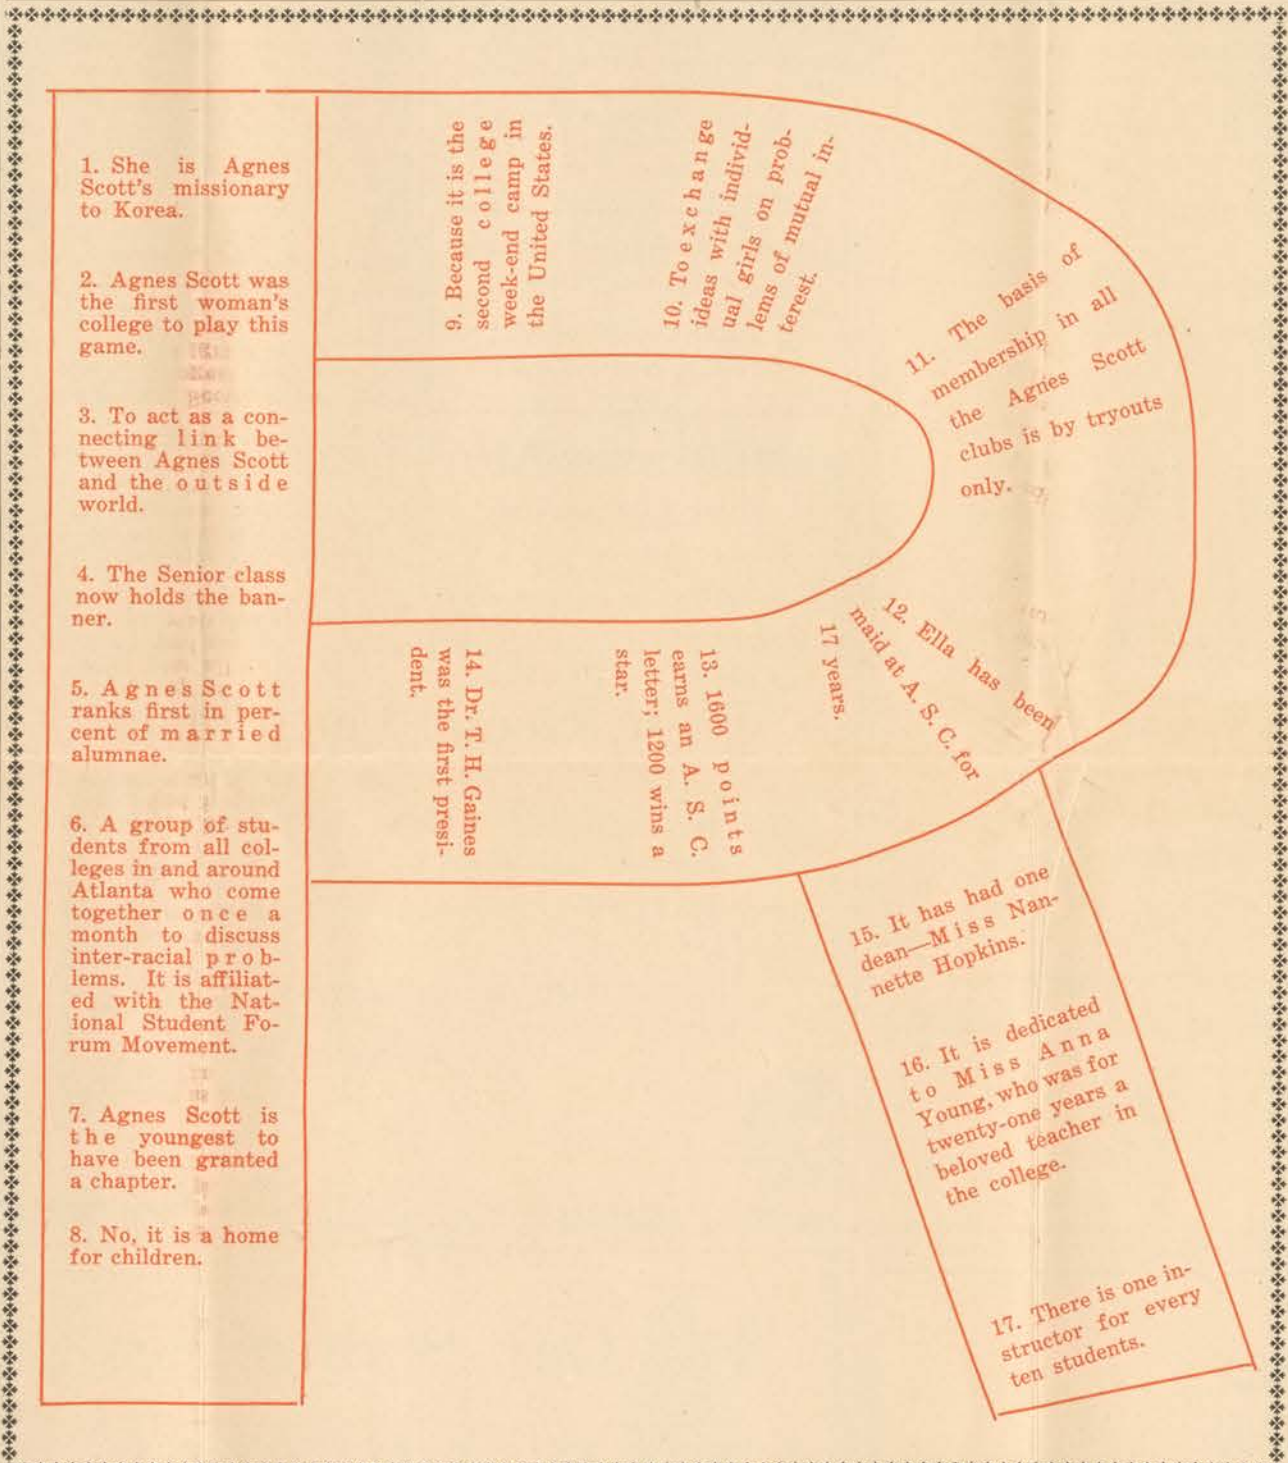 1. She is Agnes
Scott's missionary
to Korea.
2. Agnes Scott was
the first woman's
college to play this
game.
3. To act as a con-
necting link be-
tween Agnes Scott
and the outside
world.
4. The Senior class
now holds the ban-
ner.
5. Agnes Scott
ranks first in per-
cent of married
alumnae.
6. A group of stu-
dents from all col-
leges in and around
Atlanta who come
together once a
month to discuss
inter-racial prob-
lems. It is affiliat-
ed with the Nat-
ional Student Fo-
rum Movement.
7. Agnes Scott is
the youngest to
have been granted
a chapter.
8. No, it is a home
for children.
9. Because it is the
second college
week-end camp in
the United States.
10. To exchange
ideas with individ-
ual girls on prob-
lems of mutual in-
terest.
11. The basis of
membership in all
the Agnes Scott
clubs is by tryouts
only.
12. Ella has been
maid at A. S. C. for
17 years.
13. 1600 points
earns an A. S. C.
letter; 1200 wins a
star.
14. Dr. T. H. Gaines
was the first presi-
dent.
15. It has had one
dean—Miss Nan-
nette Hopkins.
16. It is dedicated
to Miss Anna
Young, who was for
twenty-one years a
beloved teacher in
the college.
17. There is one in-
structor for every
ten students.